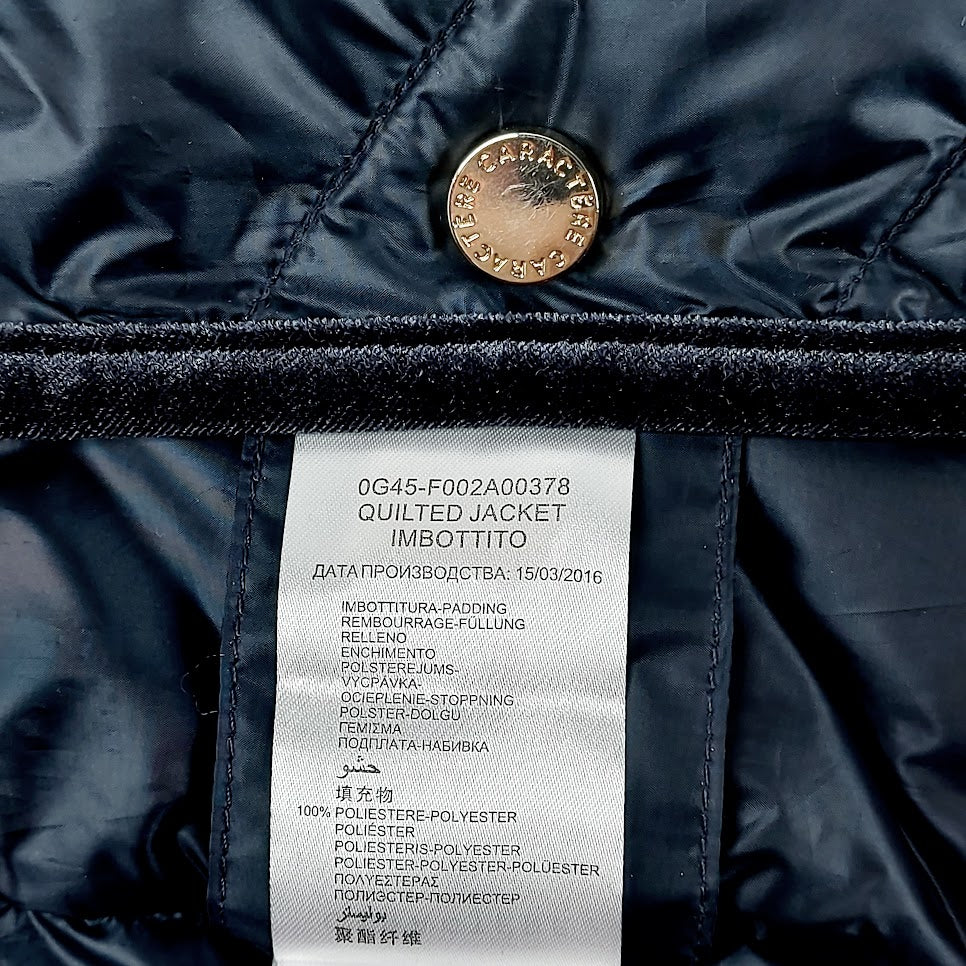 CARACTÈRE CARACTÈRE
0G45-F002A00378
QUILTED JACKET
IMBOTTITO
ДАТА ПРОИЗВОДСТВА: 15/03/2016
IMBOTTITURA-PADDING
REMBOURRAGE-FÜLLUNG
RELLENO
ENCHIMENTO
POLSTEREJUMS-
VYCPÁVKA-
OCIEPLENIE-STOPPNING
POLSTER-DOLGU
ΓΕΜΙΣΜΑ
ПОДПЛАТА-НАБИВКА
حشو
填充物
100% POLIESTERE-POLYESTER
POLIÉSTER
POLIESTERIS-POLYESTER
POLIESTER-POLYESTER-POLÜESTER
ΠΟΛΥΕΣΤΕΡΑΣ
ПОЛИЭСТЕР-ПОЛИЕСТЕР
بوليستر
聚酯纤维